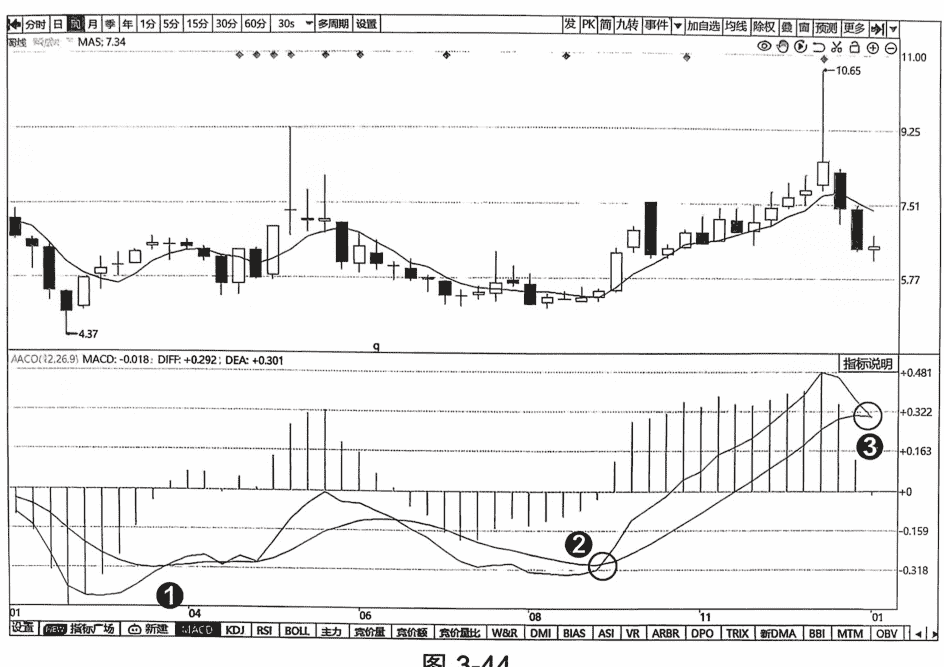 分时 日 周 月 季 年 1分 5分 15分 30分 60分 30s 多周期 设置 发 PK 简 九转 事件 加自选 均线 除权 叠 窗 预测 更多
MA5: 7.34
11.00
10.65
9.25
7.51
5.77
4.37
q
MACD(12,26,9) MACD: -0.018 DIFF: +0.292 DEA: +0.301 指标说明
+0.481
+0.322
3
+0.163
+0
-0.159
2
-0.318
1
01 04 06 08 11 01
设置 NEW 指标广场 新建 MACD KDJ RSI BOLL 主力 竞价量 竞价额 竞价量比 W&R DMI BIAS ASI VR ARBR DPO TRIX 新DMA BBI MTM OBV
图 3-44